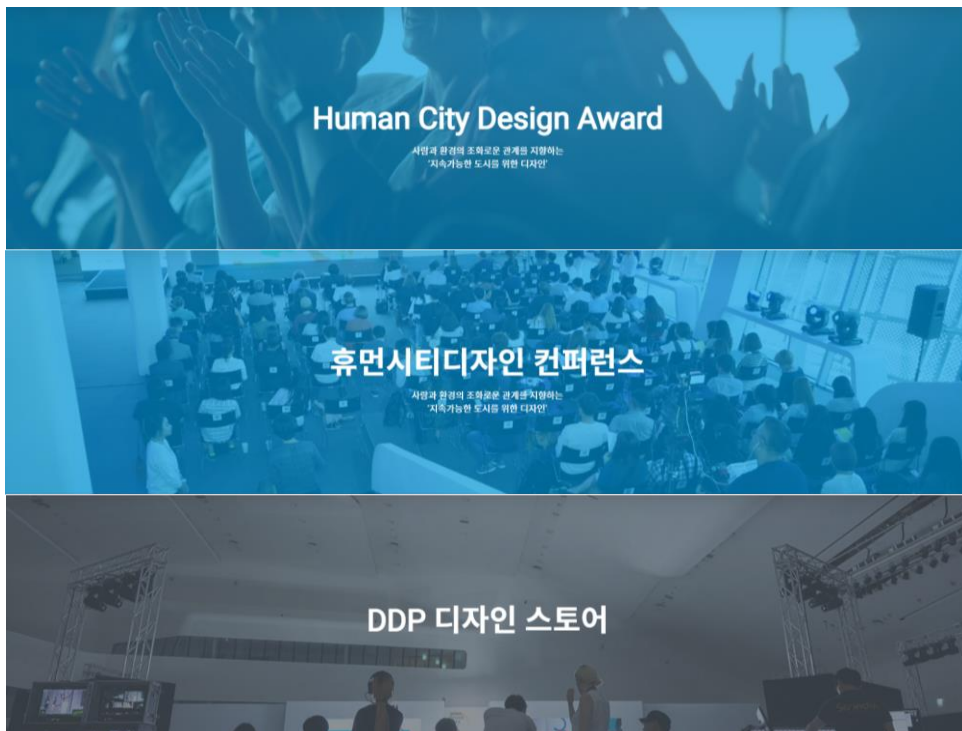 Human City Design Award
사람과 환경의 조화로운 관계를 지향하는
'지속가능한 도시를 위한 디자인'
휴먼시티디자인 컨퍼런스
사람과 환경의 조화로운 관계를 지향하는
'지속가능한 도시를 위한 디자인'
DDP 디자인 스토어